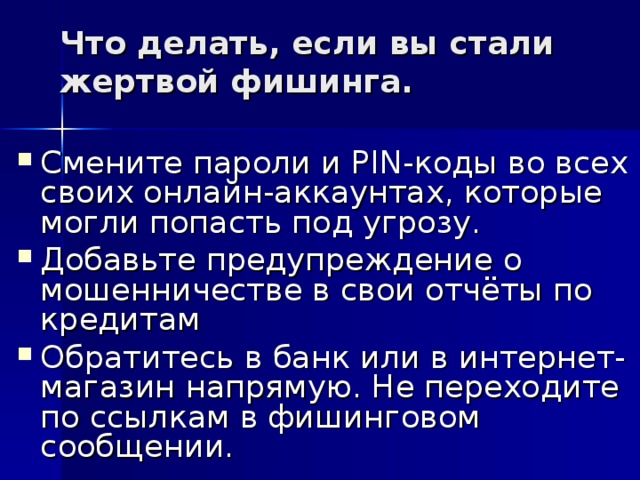 Что делать, если вы стали
жертвой фишинга.
Смените пароли и PIN-коды во всех
своих онлайн-аккаунтах, которые
могли попасть под угрозу.
Добавьте предупреждение о
мошенничестве в свои отчёты по
кредитам
Обратитесь в банк или в интернет-
магазин напрямую. Не переходите
по ссылкам в фишинговом
сообщении.